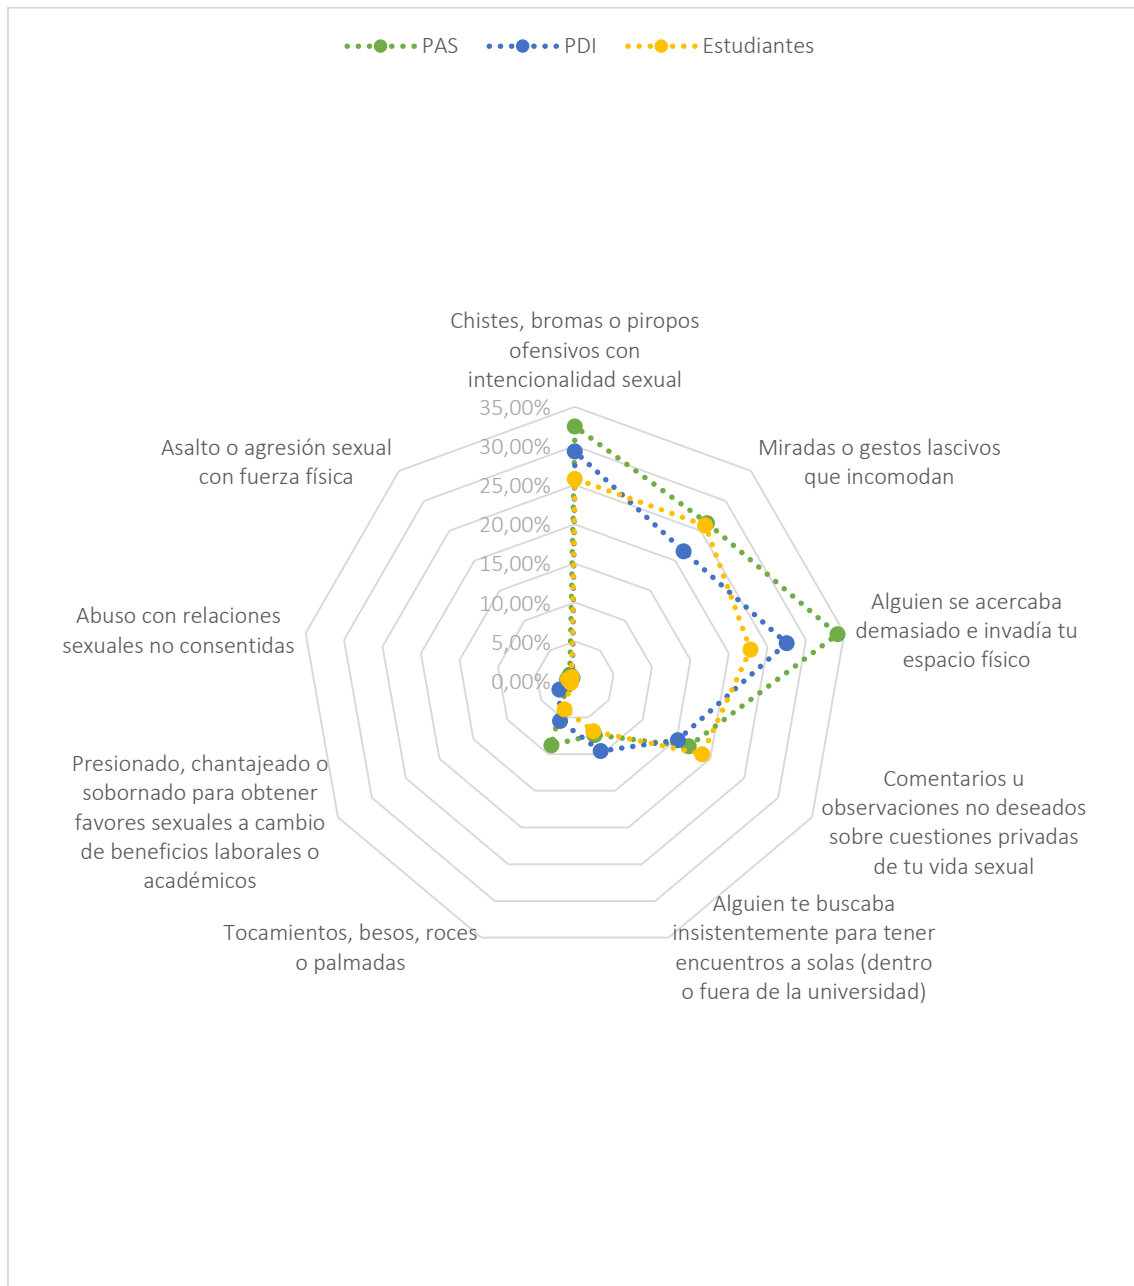 PAS
PDI
Estudiantes
Chistes, bromas o piropos
ofensivos con
intencionalidad sexual
35,00%
30,00%
25,00%
20,00%
15,00%
10,00%
5,00%
0,00%
Miradas o gestos lascivos
que incomodan
Alguien se acercaba
demasiado e invadía tu
espacio físico
Comentarios u
observaciones no deseados
sobre cuestiones privadas
de tu vida sexual
Alguien te buscaba
insistentemente para tener
encuentros a solas (dentro
o fuera de la universidad)
Tocamientos, besos, roces
o palmadas
Presionado, chantajeado o
sobornado para obtener
favores sexuales a cambio
de beneficios laborales o
académicos
Abuso con relaciones
sexuales no consentidas
Asalto o agresión sexual
con fuerza física